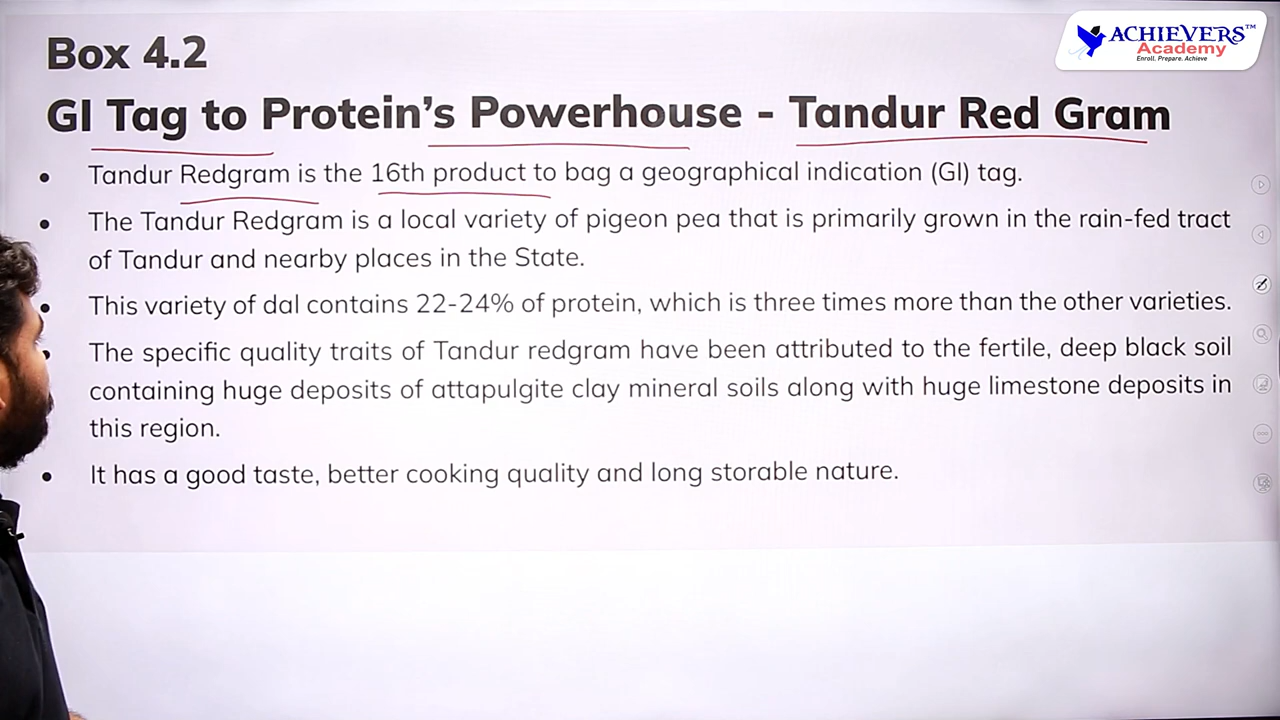 ACHIEVERS™
Academy
Enroll. Prepare. Achieve
Box 4.2
GI Tag to Protein's Powerhouse - Tandur Red Gram
• Tandur Redgram is the 16th product to bag a geographical indication (GI) tag.
• The Tandur Redgram is a local variety of pigeon pea that is primarily grown in the rain-fed tract
of Tandur and nearby places in the State.
• This variety of dal contains 22-24% of protein, which is three times more than the other varieties.
• The specific quality traits of Tandur redgram have been attributed to the fertile, deep black soil
containing huge deposits of attapulgite clay mineral soils along with huge limestone deposits in
this region.
• It has a good taste, better cooking quality and long storable nature.